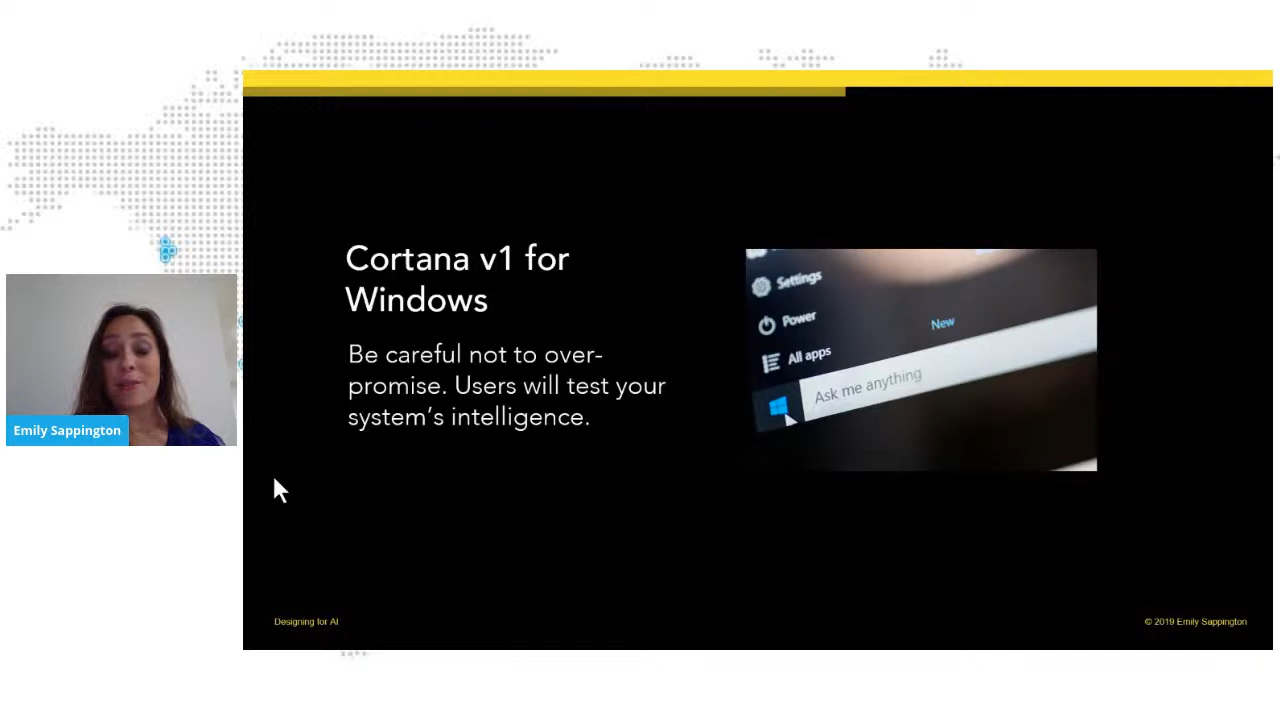 Cortana v1 for
Windows
Be careful not to over-
promise. Users will test your
system's intelligence.
Settings
Power
New
All apps
Ask me anything
Emily Sappington
Designing for AI
© 2019 Emily Sappington